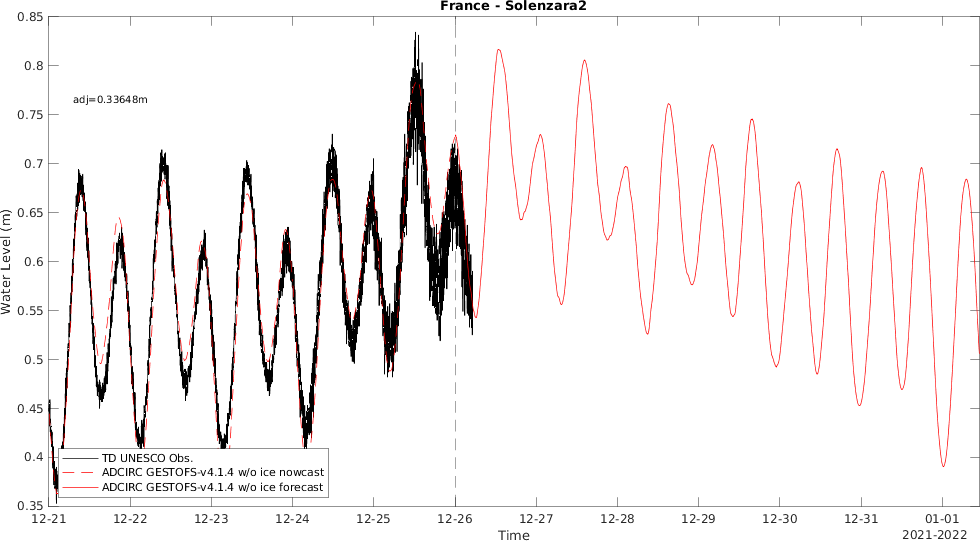 France - Solenzara2
0.85
0.8
0.75
0.7
0.65
0.6
0.55
0.5
0.45
0.4
0.35
Water Level (m)
adj=0.33648m
TD UNESCO Obs.
ADCIRC GESTOFS-v4.1.4 w/o ice nowcast
ADCIRC GESTOFS-v4.1.4 w/o ice forecast
12-21 12-22 12-23 12-24 12-25 12-26 12-27 12-28 12-29 12-30 12-31 01-01
Time
2021-2022